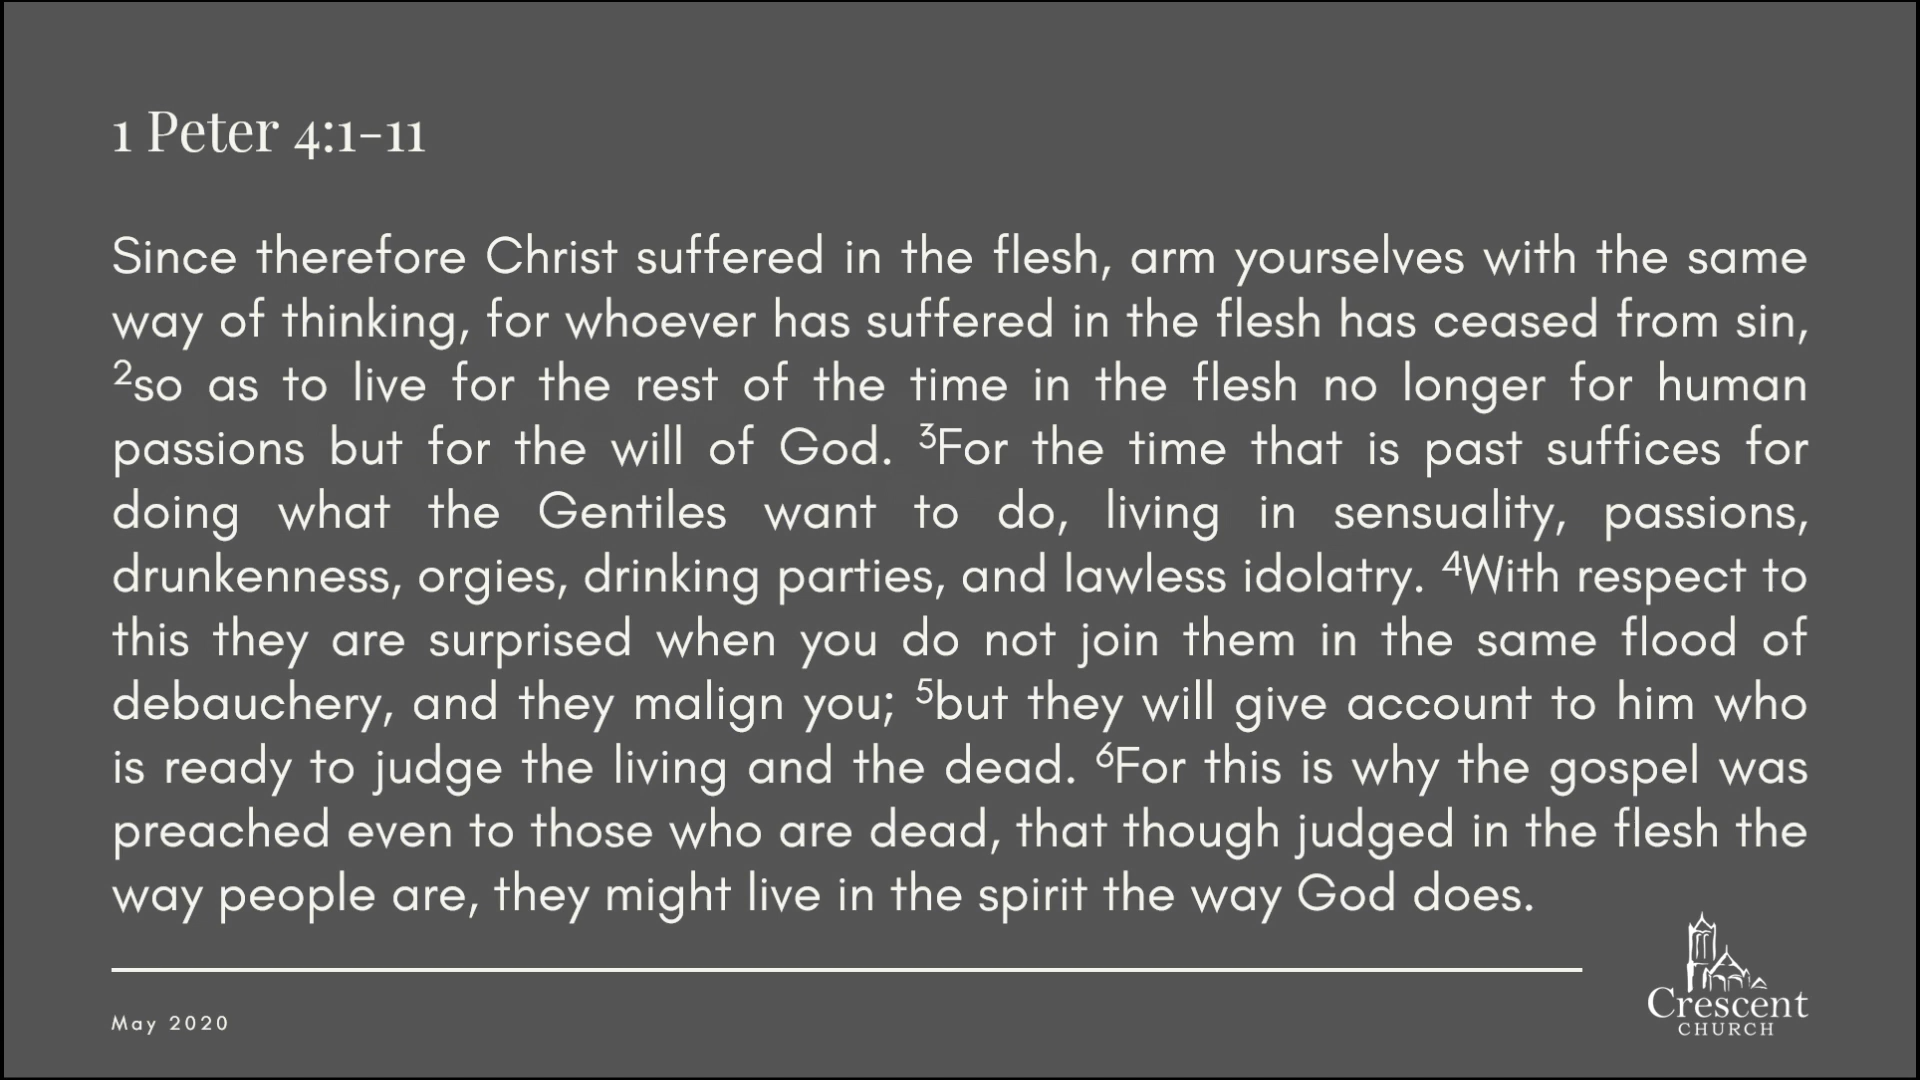 1 Peter 4:1-11
Since therefore Christ suffered in the flesh, arm yourselves with the same
way of thinking, for whoever has suffered in the flesh has ceased from sin,
²so as to live for the rest of the time in the flesh no longer for human
passions but for the will of God. ³For the time that is past suffices for
doing what the Gentiles want to do, living in sensuality, passions,
drunkenness, orgies, drinking parties, and lawless idolatry. ⁴With respect to
this they are surprised when you do not join them in the same flood of
debauchery, and they malign you; ⁵but they will give account to him who
is ready to judge the living and the dead. ⁶For this is why the gospel was
preached even to those who are dead, that though judged in the flesh the
way people are, they might live in the spirit the way God does.
May 2020
Crescent
CHURCH